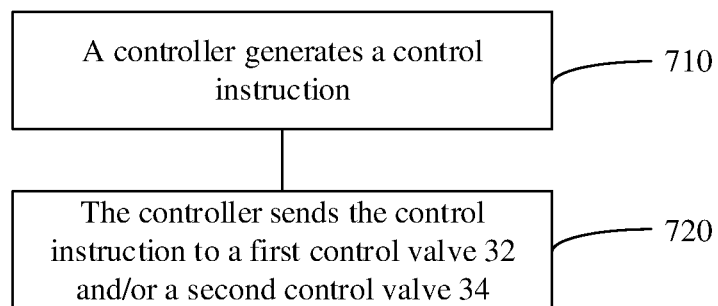 A controller generates a control
instruction
710
The controller sends the control
instruction to a first control valve 32
and/or a second control valve 34
720